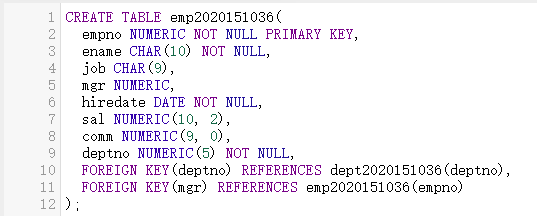 1 CREATE TABLE emp2020151036(
2 empno NUMERIC NOT NULL PRIMARY KEY,
3 ename CHAR(10) NOT NULL,
4 job CHAR(9),
5 mgr NUMERIC,
6 hiredate DATE NOT NULL,
7 sal NUMERIC(10, 2),
8 comm NUMERIC(9, 0),
9 deptno NUMERIC(5) NOT NULL,
10 FOREIGN KEY(deptno) REFERENCES dept2020151036(deptno),
11 FOREIGN KEY(mgr) REFERENCES emp2020151036(empno)
12 );